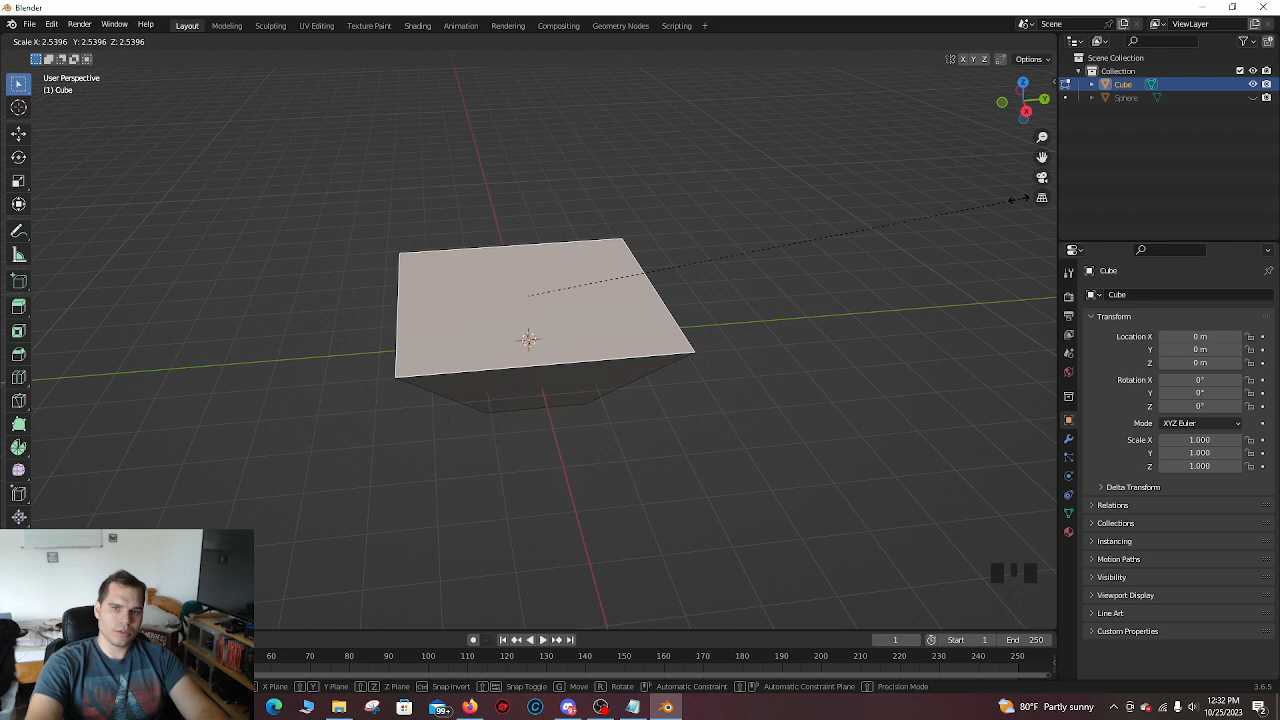 Blender
File Edit Render Window Help
Layout Modeling Sculpting UV Editing Texture Paint Shading Animation Rendering Compositing Geometry Nodes Scripting +
Scene
ViewLayer
Scale X: 2.5396 Y: 2.5396 Z: 2.5396
X Y Z
Options
User Perspective
(1) Cube
Z
Y
X
Scene Collection
Collection
Cube
Sphere
Cube
Cube
Transform
Location X 0 m
Y 0 m
Z 0 m
Rotation X 0°
Y 0°
Z 0°
Mode XYZ Euler
Scale X 1.000
Y 1.000
Z 1.000
Delta Transform
Relations
Collections
Instancing
Motion Paths
Visibility
Viewport Display
Line Art
Custom Properties
1 Start 1 End 250
60 70 80 90 100 110 120 130 140 150 160 170 180 190 200 210 220 230 240 250
X Plane Y Y Plane Z Z Plane Ctrl Snap Invert Snap Toggle G Move R Rotate Automatic Constraint Automatic Constraint Plane Precision Mode
3.6.5
99+
80°F Partly sunny
12:32 PM
10/25/2023